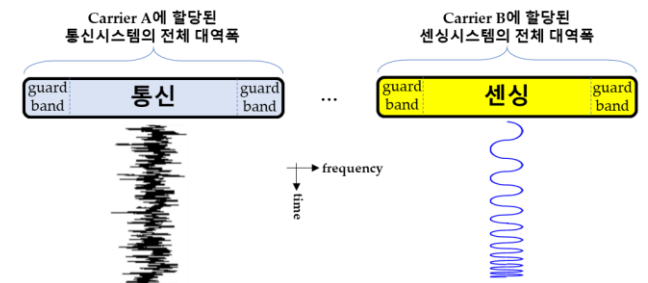 Carrier A에 할당된
통신시스템의 전체 대역폭
Carrier B에 할당된
센싱시스템의 전체 대역폭
guard
band
통신
guard
band
...
guard
band
센싱
guard
band
frequency
time